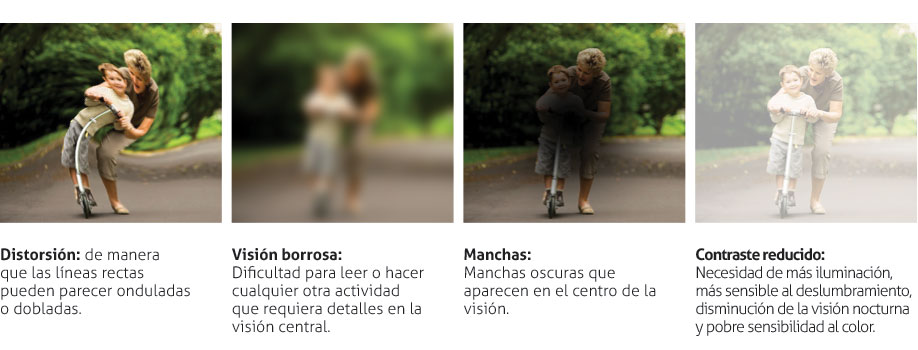 Distorsión: de manera
que las líneas rectas
pueden parecer onduladas
o dobladas.
Visión borrosa:
Dificultad para leer o hacer
cualquier otra actividad
que requiera detalles en la
visión central.
Manchas:
Manchas oscuras que
aparecen en el centro de la
visión.
Contraste reducido:
Necesidad de más iluminación,
más sensible al deslumbramiento,
disminución de la visión nocturna
y pobre sensibilidad al color.